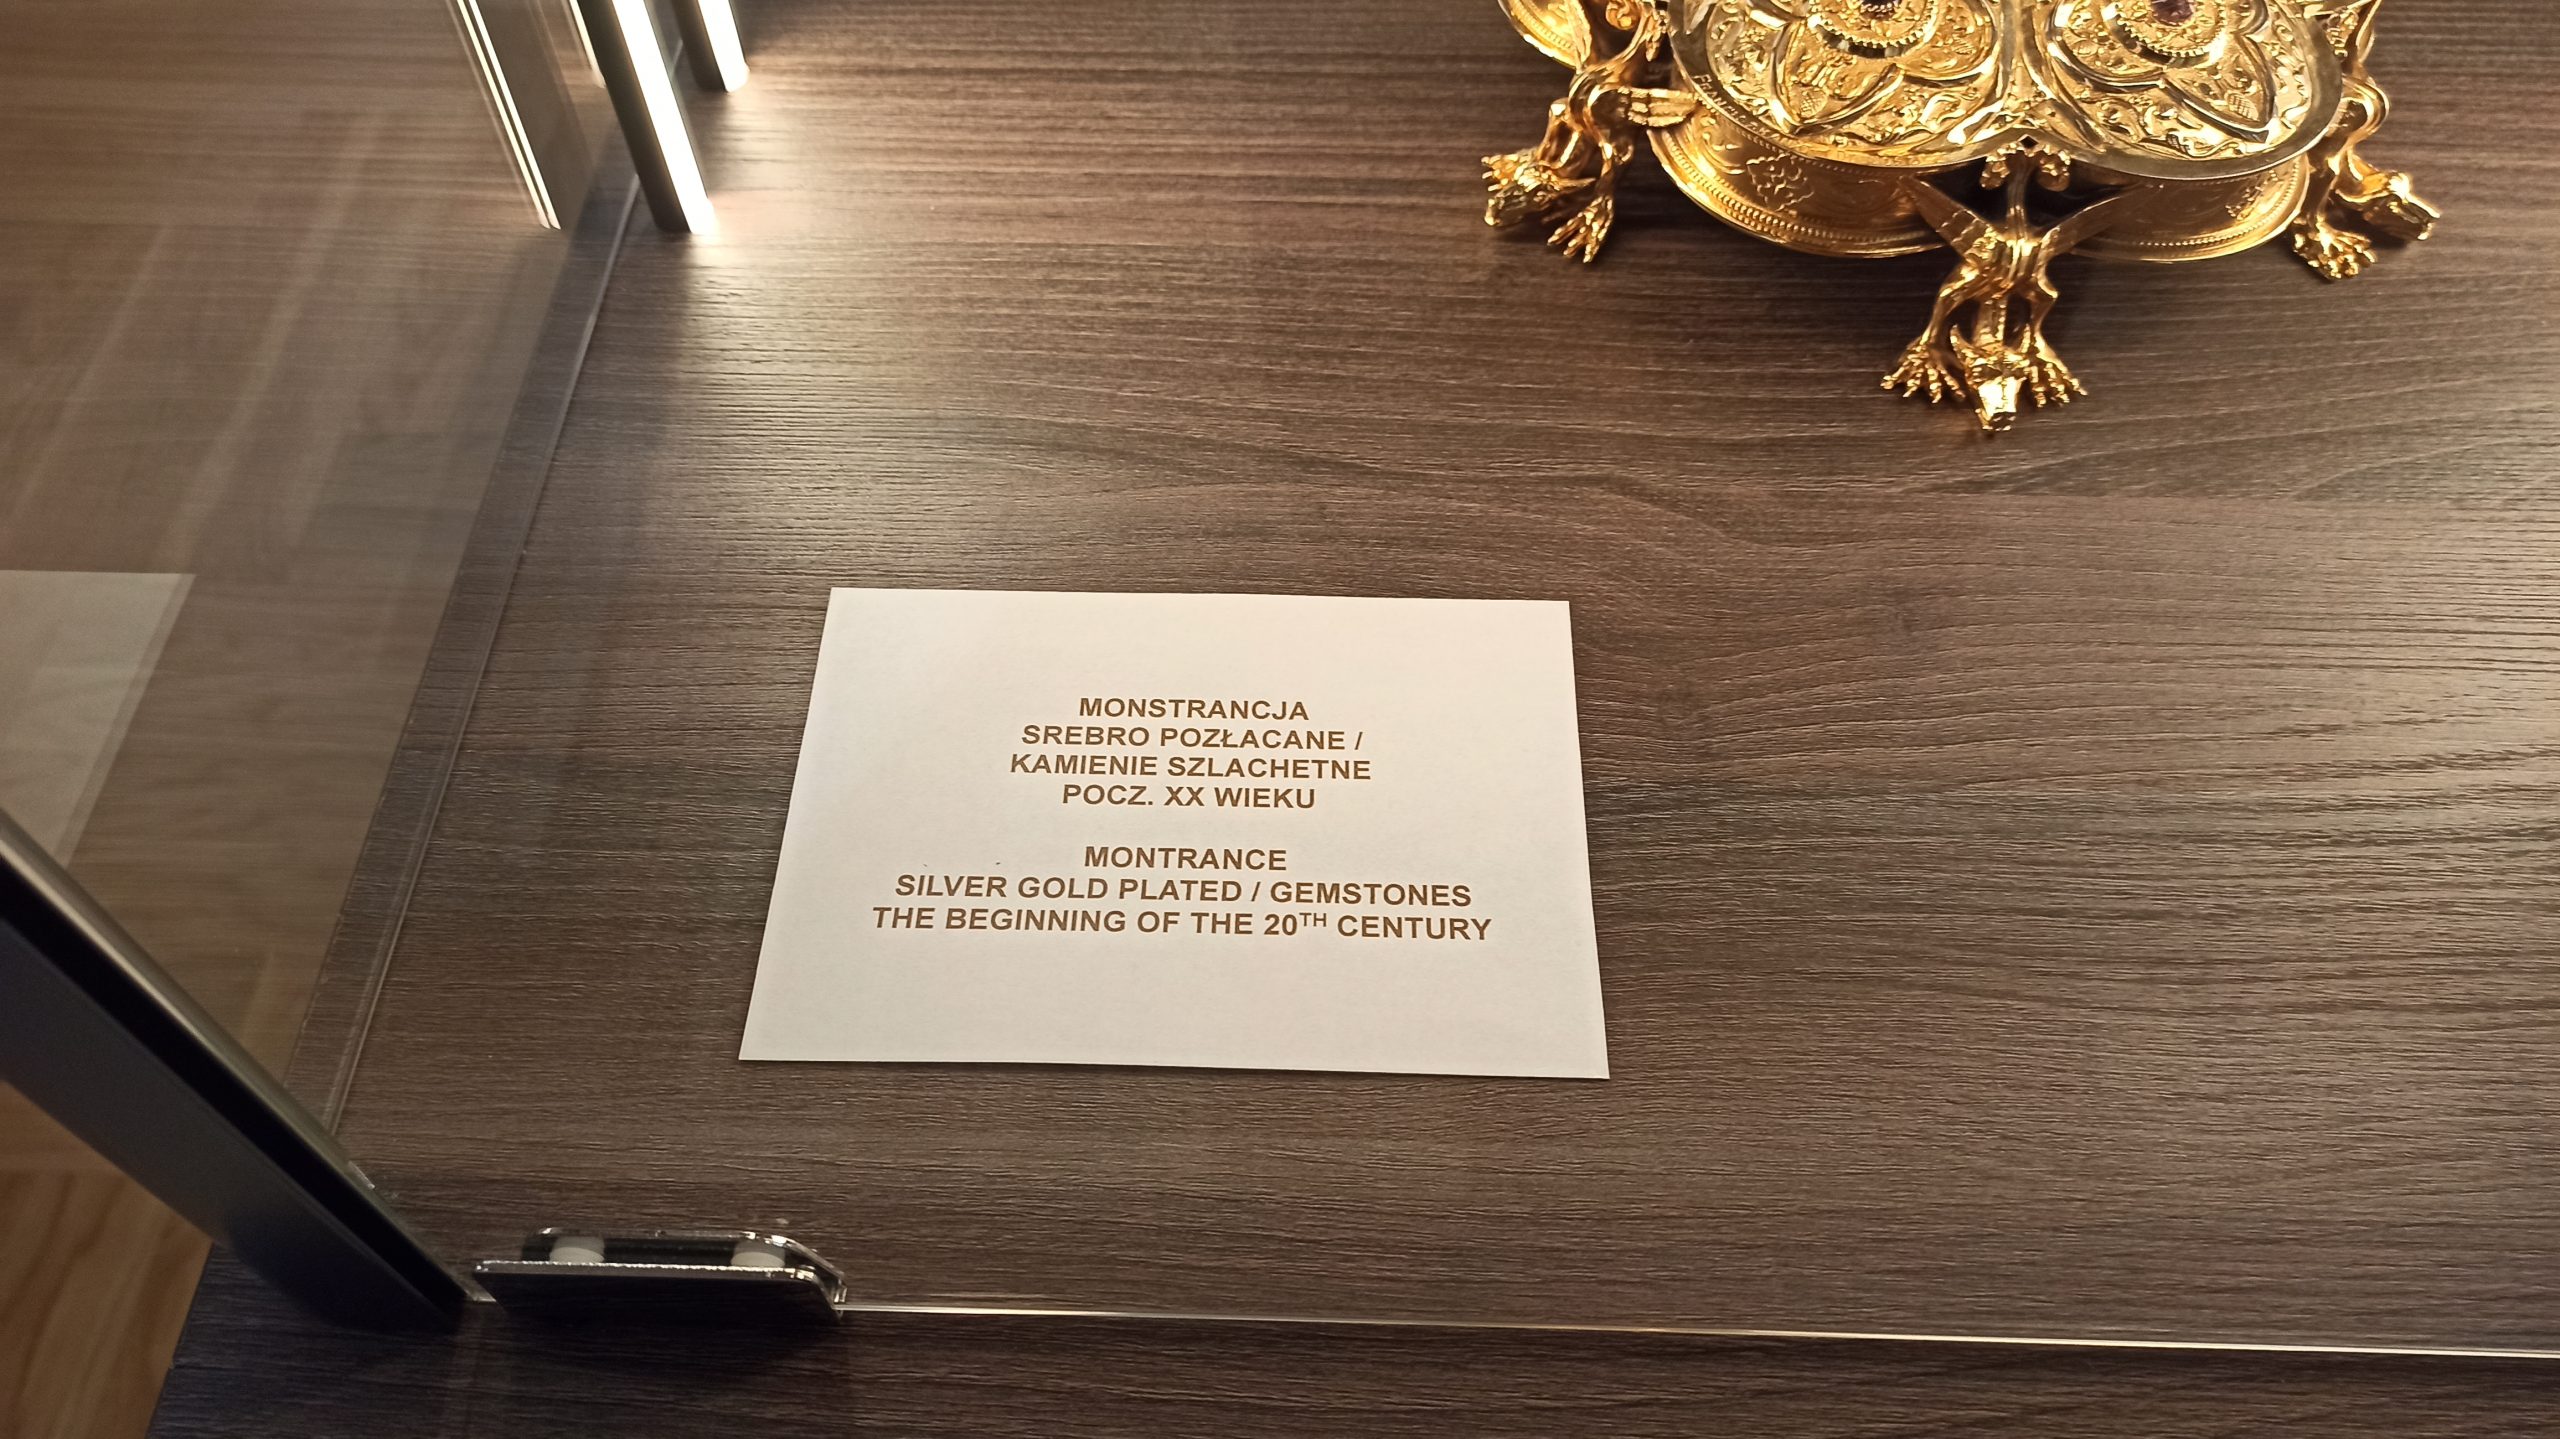 MONSTRANCJA
SREBRO POZŁACANE /
KAMIENIE SZLACHETNE
POCZ. XX WIEKU
MONTRANCE
SILVER GOLD PLATED / GEMSTONES
THE BEGINNING OF THE 20TH CENTURY